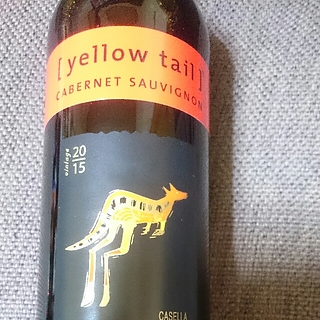 [ yellow tail ]
CABERNET SAUVIGNON
vintage 20
15
CASELLA